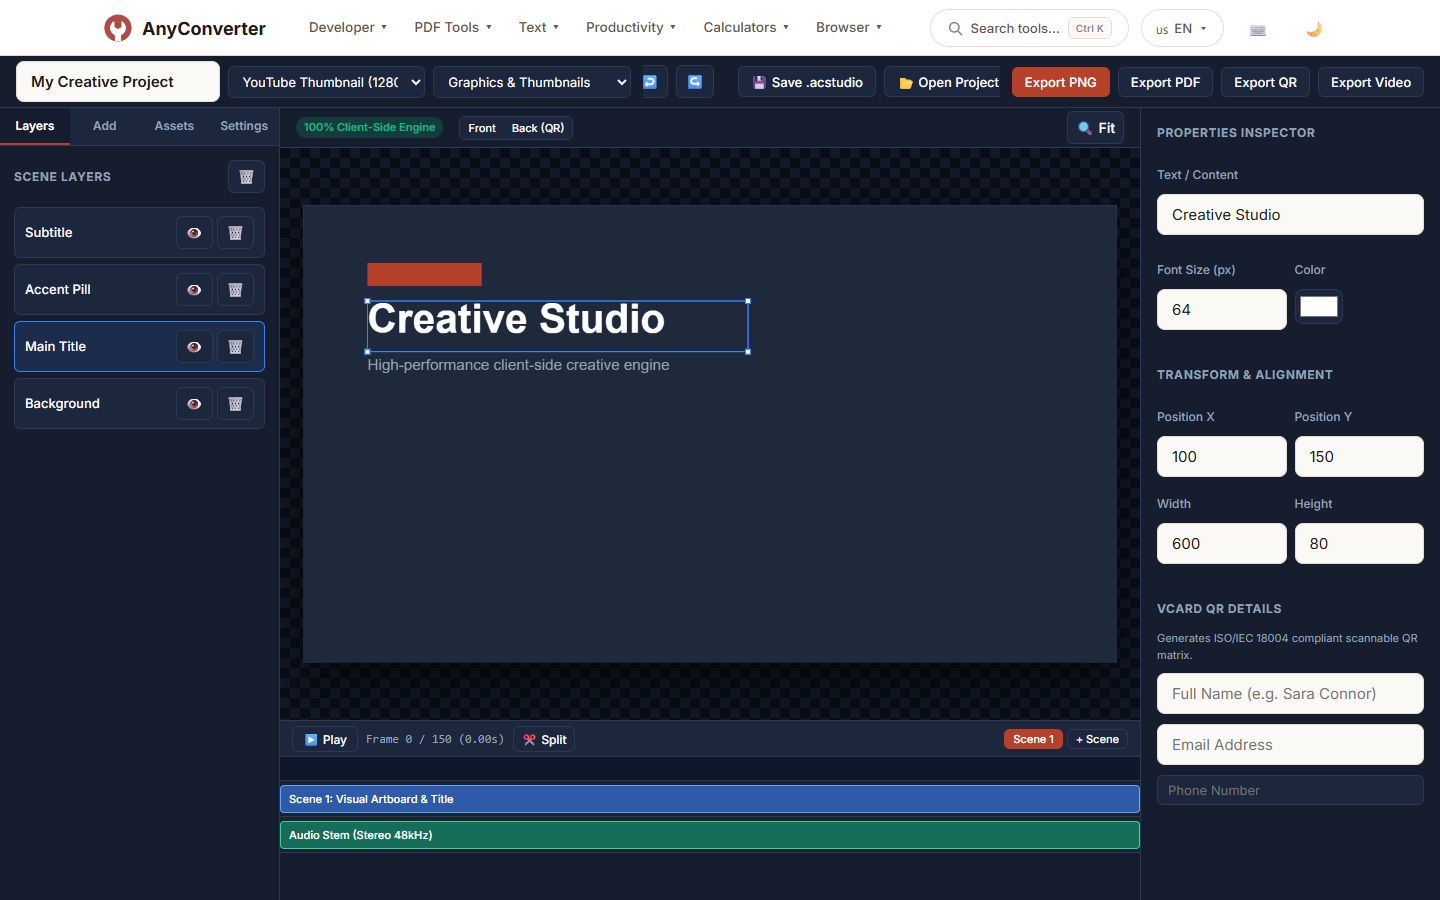 AnyConverter
Developer
PDF Tools
Text
Productivity
Calculators
Browser
Search tools...
Ctrl K
us EN
My Creative Project
YouTube Thumbnail (1280
Graphics & Thumbnails
Save .acstudio
Open Project
Export PNG
Export PDF
Export QR
Export Video
Layers
Add
Assets
Settings
100% Client-Side Engine
Front
Back (QR)
Fit
SCENE LAYERS
Subtitle
Accent Pill
Main Title
Background
Creative Studio
High-performance client-side creative engine
Play
Frame 0 / 150 (0.00s)
Split
Scene 1
+ Scene
Scene 1: Visual Artboard & Title
Audio Stem (Stereo 48kHz)
PROPERTIES INSPECTOR
Text / Content
Creative Studio
Font Size (px)
Color
64
TRANSFORM & ALIGNMENT
Position X
Position Y
100
150
Width
Height
600
80
VCARD QR DETAILS
Generates ISO/IEC 18004 compliant scannable QR
matrix.
Full Name (e.g. Sara Connor)
Email Address
Phone Number